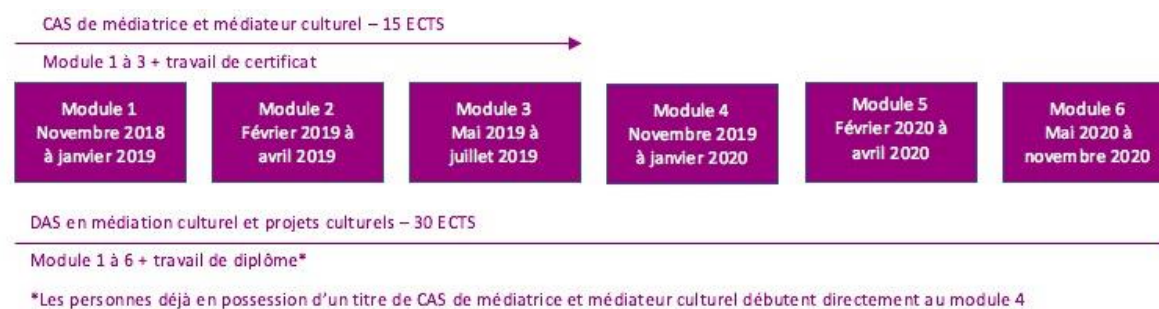 CAS de médiatrice et médiateur culturel – 15 ECTS
Module 1 à 3 + travail de certificat
Module 1
Novembre 2018
à janvier 2019
Module 2
Février 2019 à
avril 2019
Module 3
Mai 2019 à
juillet 2019
Module 4
Novembre 2019
à janvier 2020
Module 5
Février 2020 à
avril 2020
Module 6
Mai 2020 à
novembre 2020
DAS en médiation culturel et projets culturels – 30 ECTS
Module 1 à 6 + travail de diplôme*
*Les personnes déjà en possession d'un titre de CAS de médiatrice et médiateur culturel débutent directement au module 4